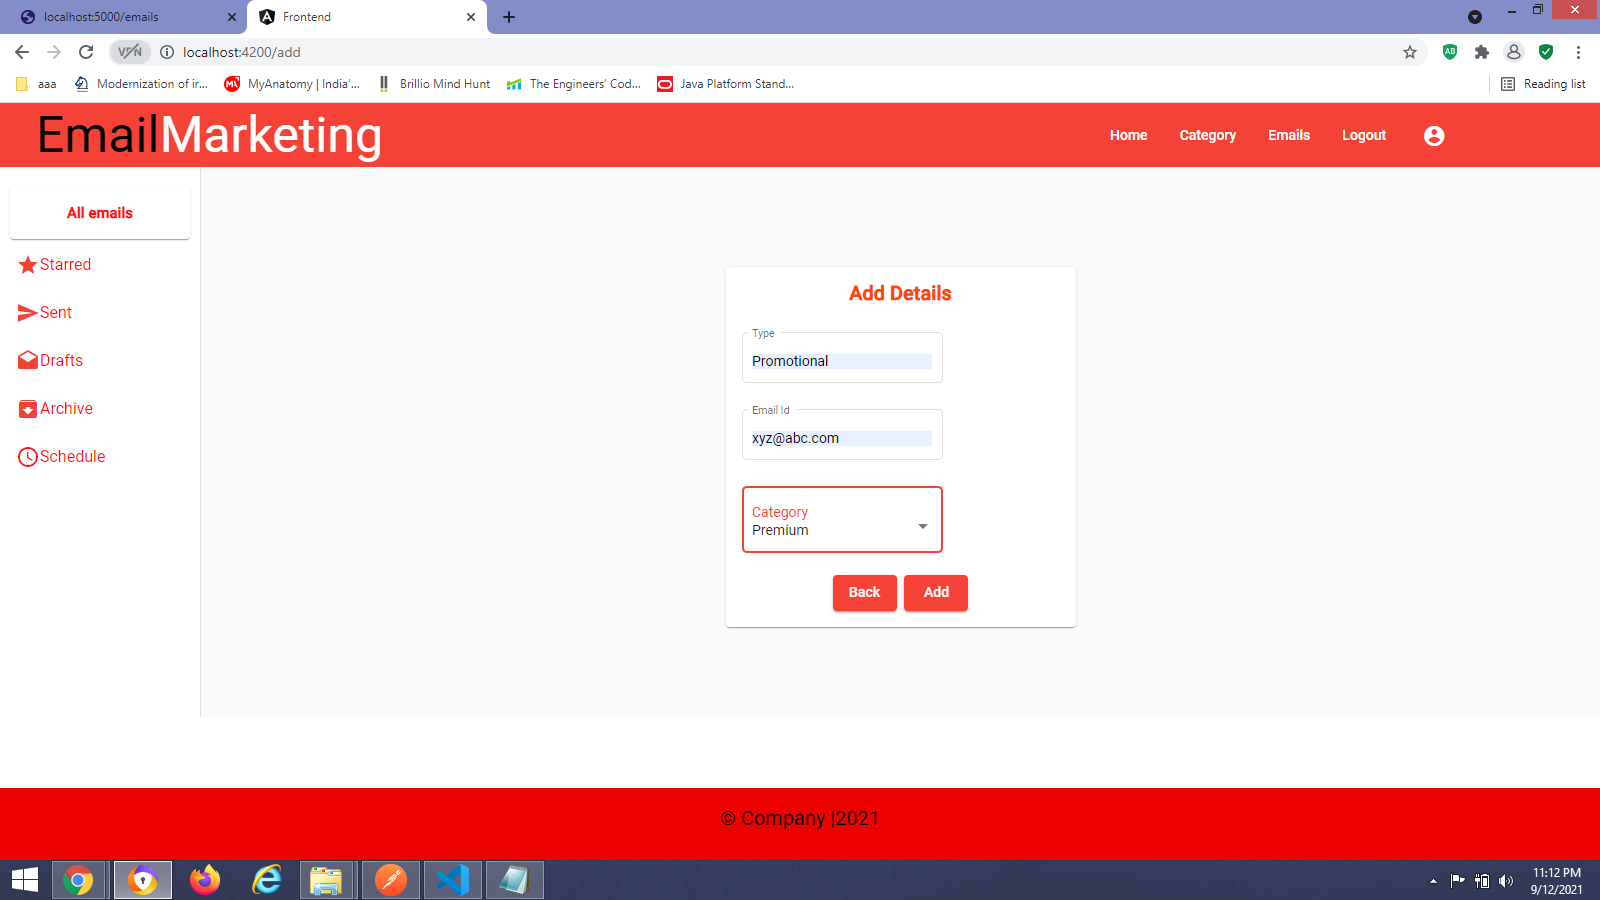 localhost:5000/emails
Frontend
VPN
localhost:4200/add
AB
aaa
Modernization of ir...
MyAnatomy | India'...
Brillio Mind Hunt
The Engineers' Cod...
Java Platform Stand...
Reading list
EmailMarketing
Home
Category
Emails
Logout
All emails
Starred
Sent
Drafts
Archive
Schedule
Add Details
Type
Promotional
Email Id
xyz@abc.com
Category
Premium
Back
Add
© Company |2021
11:12 PM
9/12/2021